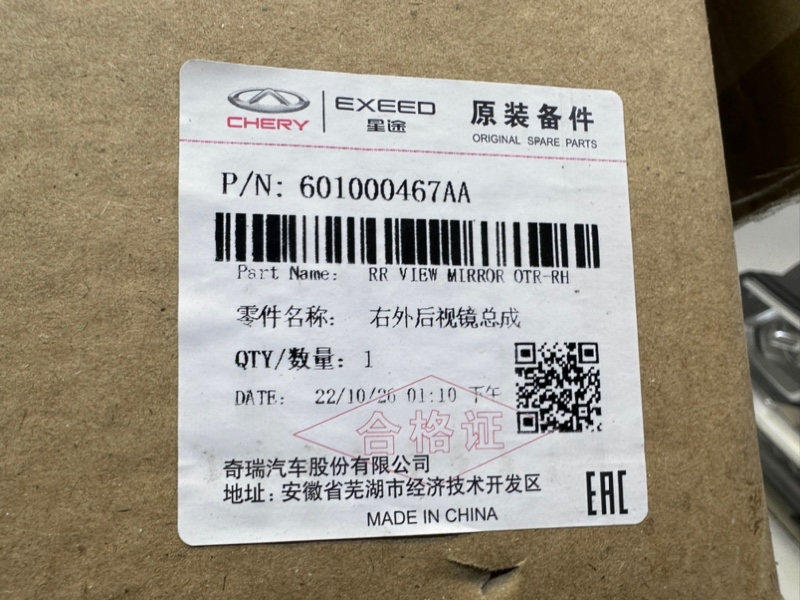 CHERY
EXEED
星途
原装备件
ORIGINAL SPARE PARTS
P/N: 601000467AA
Part Name: RR VIEW MIRROR OTR-RH
零件名称: 右外后视镜总成
QTY/数量: 1
DATE: 22/10/26 01:10 下午
合格证
奇瑞汽车股份有限公司
地址: 安徽省芜湖市经济技术开发区
MADE IN CHINA
EAC